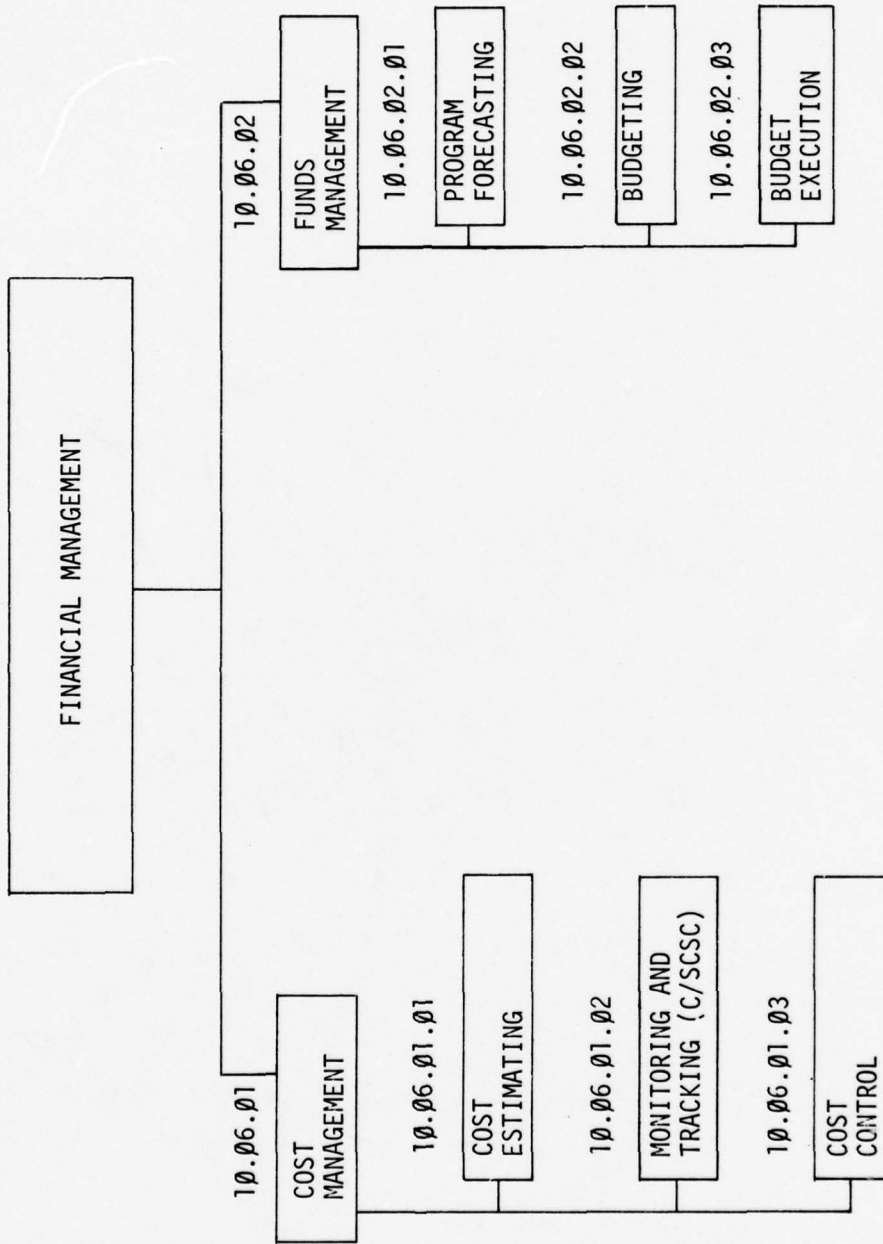 FINANCIAL MANAGEMENT
1Ø.Ø6.Ø1
COST
MANAGEMENT
1Ø.Ø6.Ø1.Ø1
COST
ESTIMATING
1Ø.Ø6.Ø1.Ø2
MONITORING AND
TRACKING (C/SCSC)
1Ø.Ø6.Ø1.Ø3
COST
CONTROL
1Ø.Ø6.Ø2
FUNDS
MANAGEMENT
1Ø.Ø6.Ø2.Ø1
PROGRAM
FORECASTING
1Ø.Ø6.Ø2.Ø2
BUDGETING
1Ø.Ø6.Ø2.Ø3
BUDGET
EXECUTION